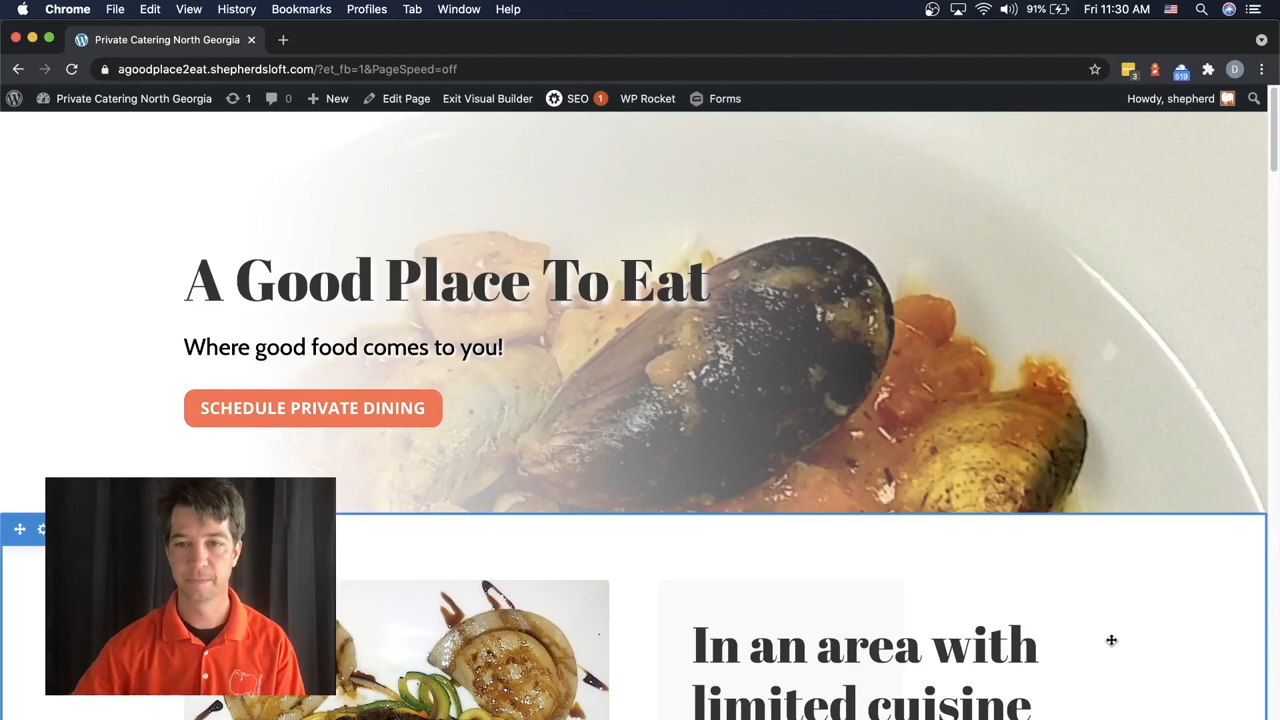 Chrome File Edit View History Bookmarks Profiles Tab Window Help 91% Fri 11:30 AM
Private Catering North Georgia
agoodplace2eat.shepherdsloft.com/?et_fb=1&PageSpeed=off 3 519 D
Private Catering North Georgia 1 0 New Edit Page Exit Visual Builder SEO 1 WP Rocket Forms Howdy, shepherd
A Good Place To Eat
Where good food comes to you!
SCHEDULE PRIVATE DINING
In an area with
limited cuisine